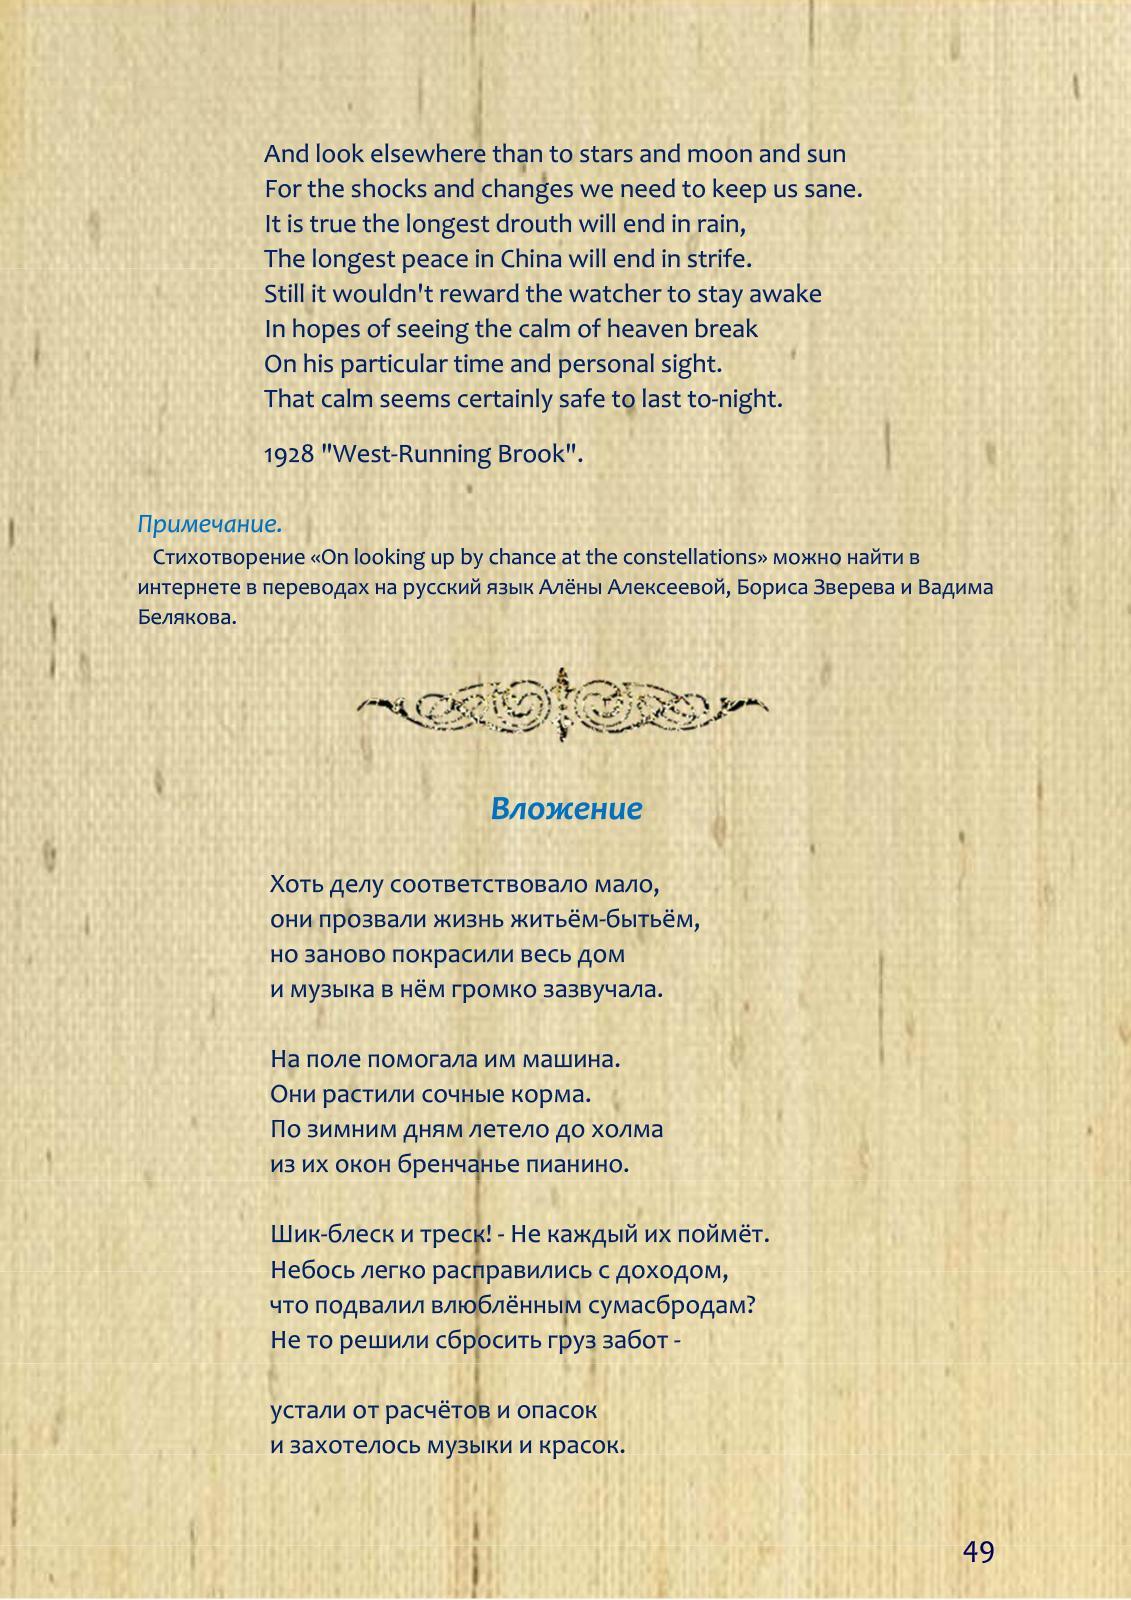 And look elsewhere than to stars and moon and sun
For the shocks and changes we need to keep us sane.
It is true the longest drouth will end in rain,
The longest peace in China will end in strife.
Still it wouldn't reward the watcher to stay awake
In hopes of seeing the calm of heaven break
On his particular time and personal sight.
That calm seems certainly safe to last to-night.
1928 "West-Running Brook".
Примечание.
Стихотворение «On looking up by chance at the constellations» можно найти в
интернете в переводах на русский язык Алёны Алексеевой, Бориса Зверева и Вадима
Белякова.
Вложение
Хоть делу соответствовало мало,
они прозвали жизнь житьём-бытьём,
но заново покрасили весь дом
и музыка в нём громко зазвучала.
На поле помогала им машина.
Они растили сочные корма.
По зимним дням летело до холма
из их окон бренчанье пианино.
Шик-блеск и треск! - Не каждый их поймёт.
Небось легко расправились с доходом,
что подвалил влюблённым сумасбродам?
Не то решили сбросить груз забот -
устали от расчётов и опасок
и захотелось музыки и красок.
49